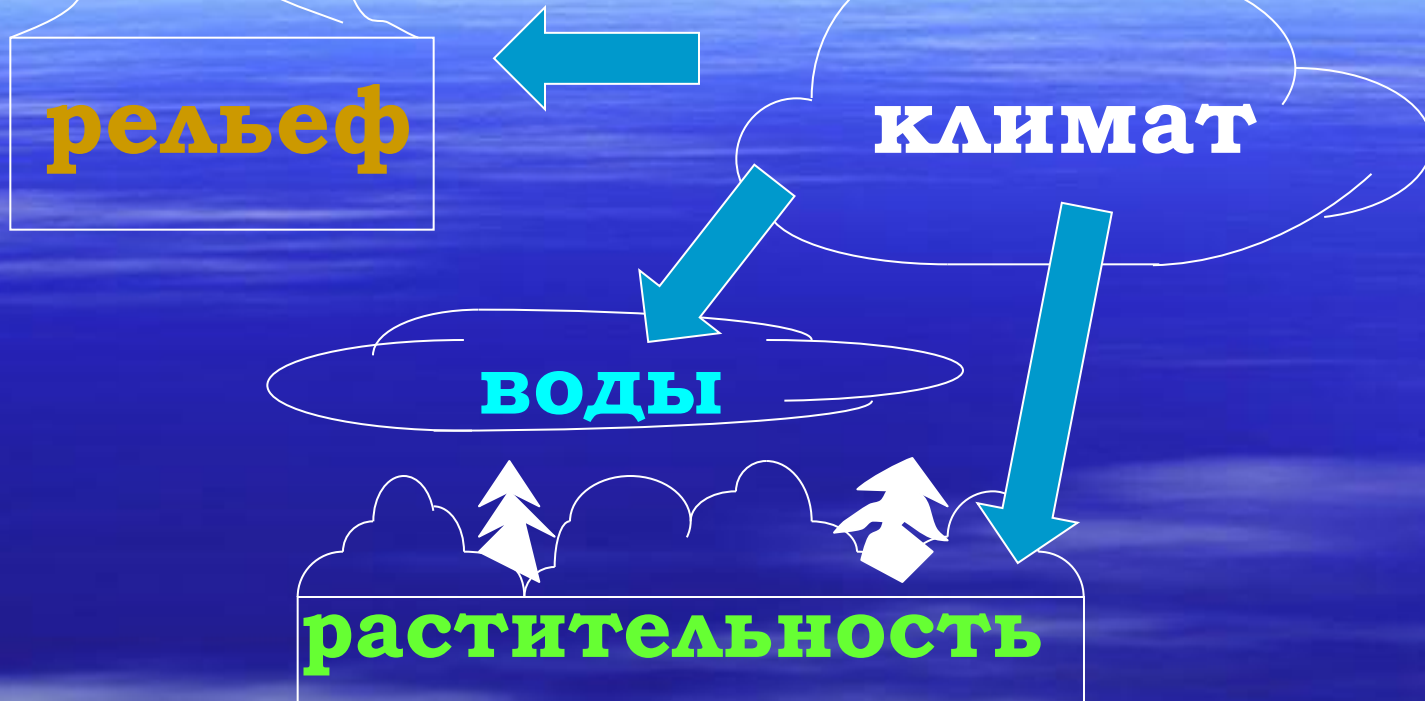 рельеф
климат
воды
растительность